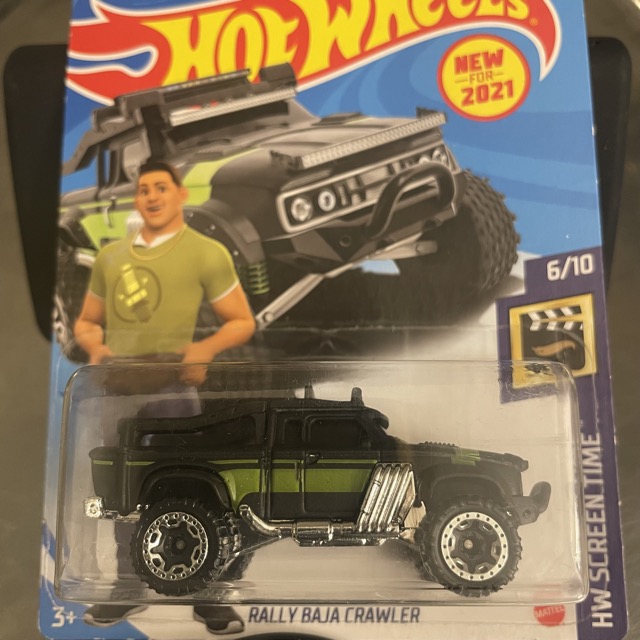 HOT WHEELS
NEW
FOR
2021
6/10
HW SCREEN TIME
3+
RALLY BAJA CRAWLER
MATTEL